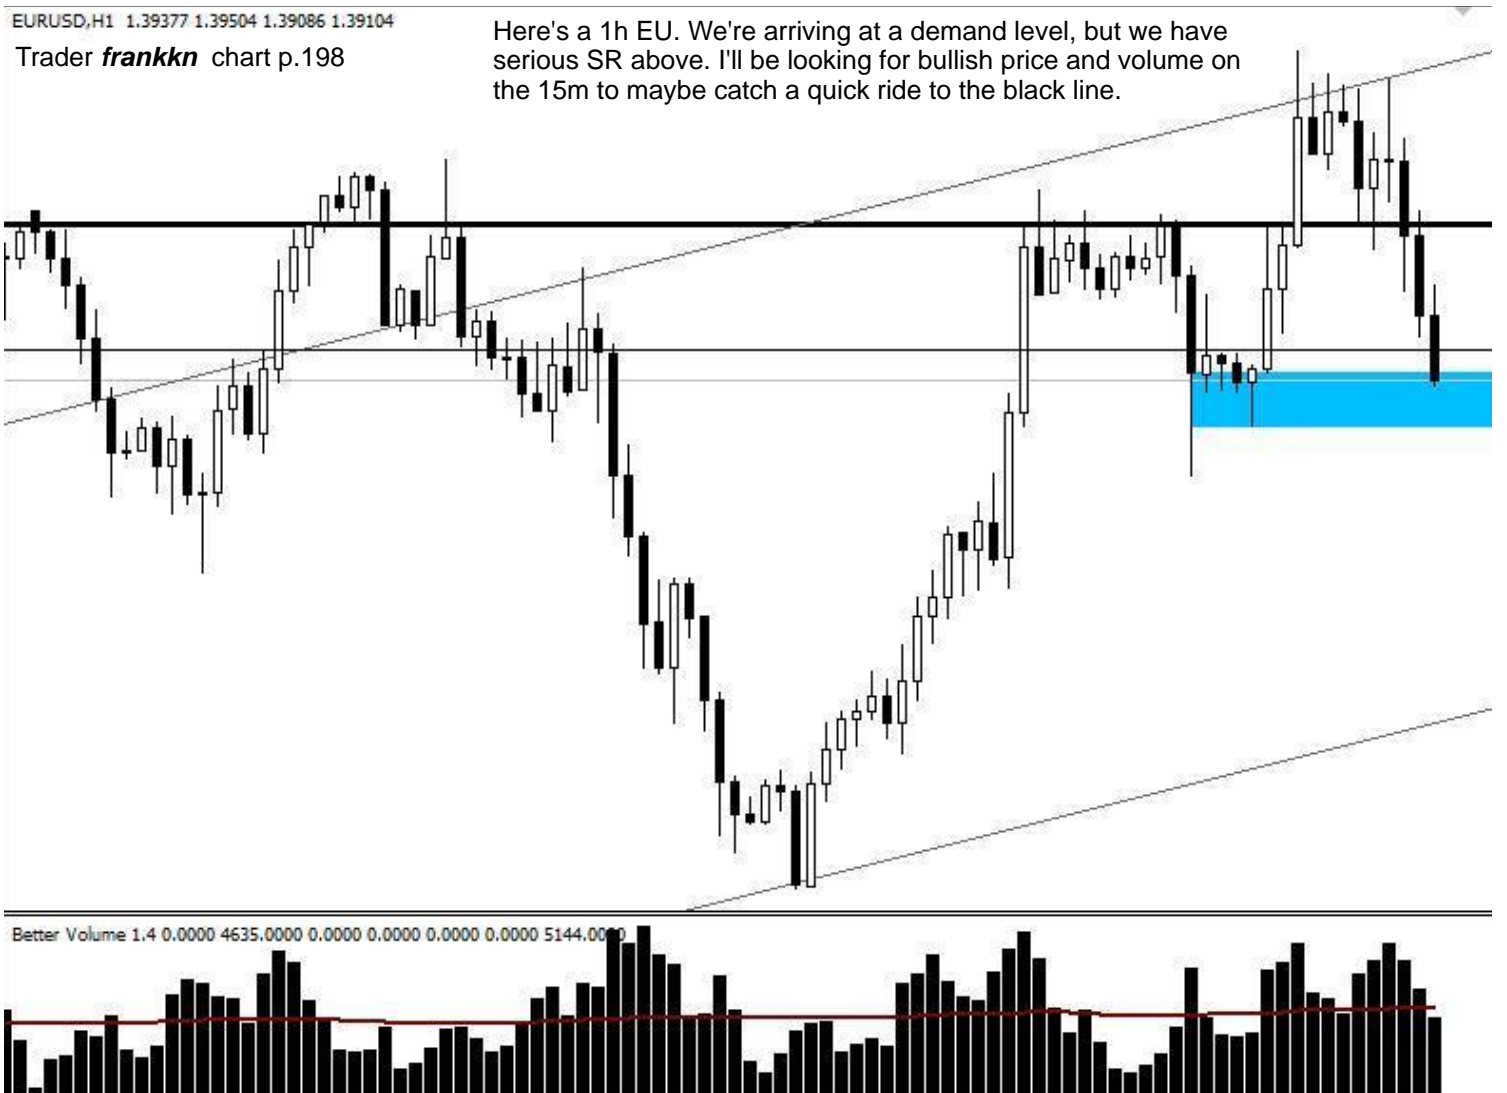 EURUSD,H1 1.39377 1.39504 1.39086 1.39104
Trader frankkn chart p.198
Here's a 1h EU. We're arriving at a demand level, but we have
serious SR above. I'll be looking for bullish price and volume on
the 15m to maybe catch a quick ride to the black line.
Better Volume 1.4 0.0000 4635.0000 0.0000 0.0000 0.0000 0.0000 5144.0000